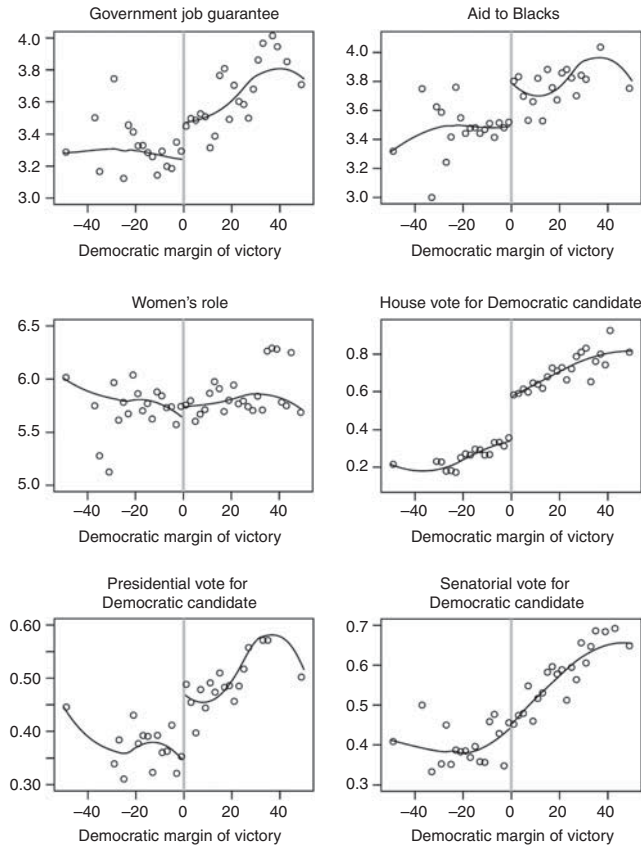 Government job guarantee
4.0
3.8
3.6
3.4
3.2
3.0
−40 −20 0 20 40
Democratic margin of victory
Aid to Blacks
4.0
3.8
3.6
3.4
3.2
3.0
−40 −20 0 20 40
Democratic margin of victory
Women's role
6.5
6.0
5.5
5.0
−40 −20 0 20 40
Democratic margin of victory
House vote for Democratic candidate
0.8
0.6
0.4
0.2
−40 −20 0 20 40
Democratic margin of victory
Presidential vote for
Democratic candidate
0.60
0.50
0.40
0.30
−40 −20 0 20 40
Democratic margin of victory
Senatorial vote for
Democratic candidate
0.7
0.6
0.5
0.4
0.3
−40 −20 0 20 40
Democratic margin of victory